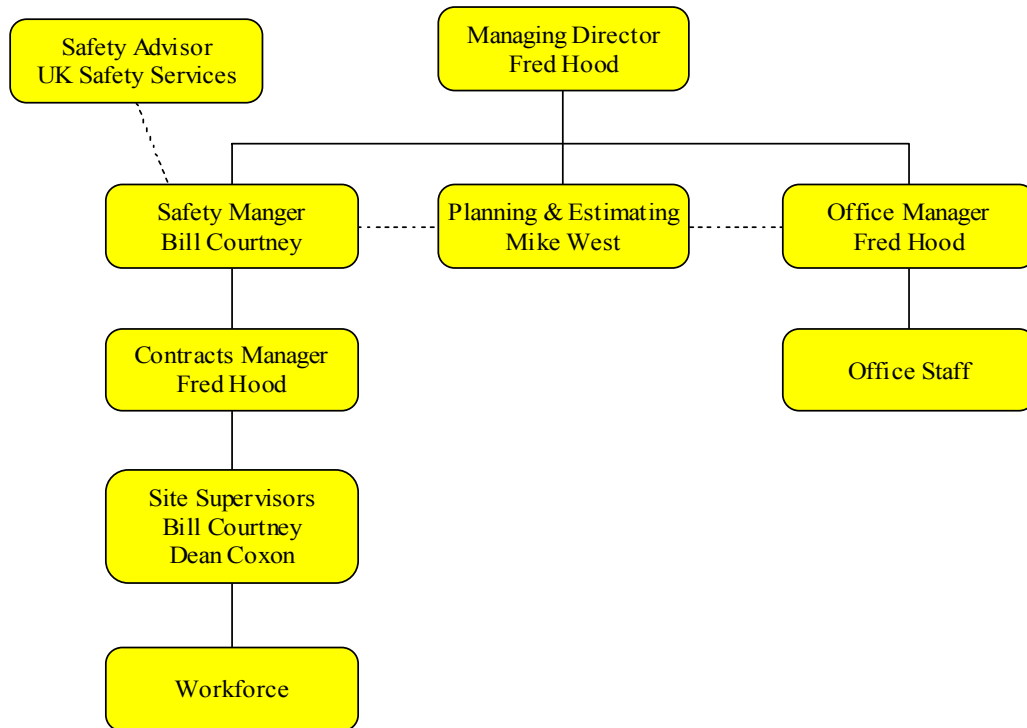 Safety Advisor
UK Safety Services
Managing Director
Fred Hood
Safety Manger
Bill Courtney
Planning & Estimating
Mike West
Office Manager
Fred Hood
Contracts Manager
Fred Hood
Office Staff
Site Supervisors
Bill Courtney
Dean Coxon
Workforce